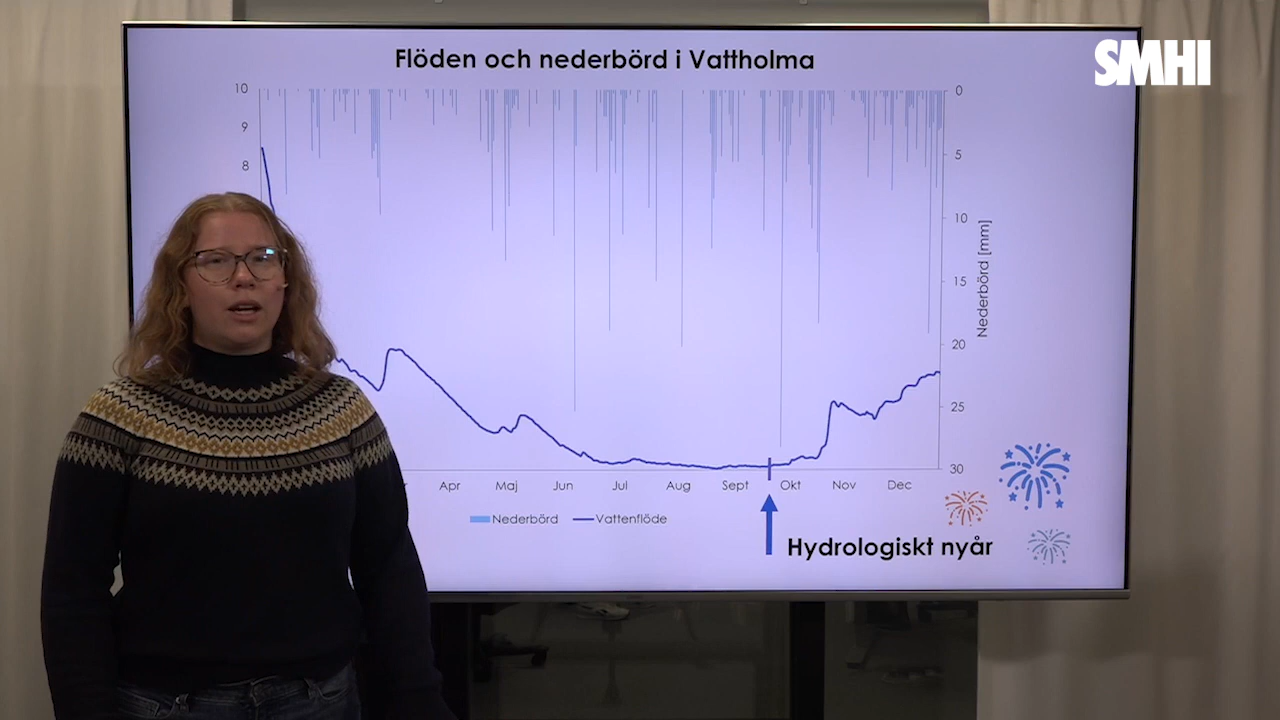 Flöden och nederbörd i Vattholma
SMHI
10
9
8
0
5
10
15
20
25
30
Nederbörd [mm]
Apr
Maj
Jun
Jul
Aug
Sept
Okt
Nov
Dec
Nederbörd
Vattenflöde
Hydrologiskt nyår